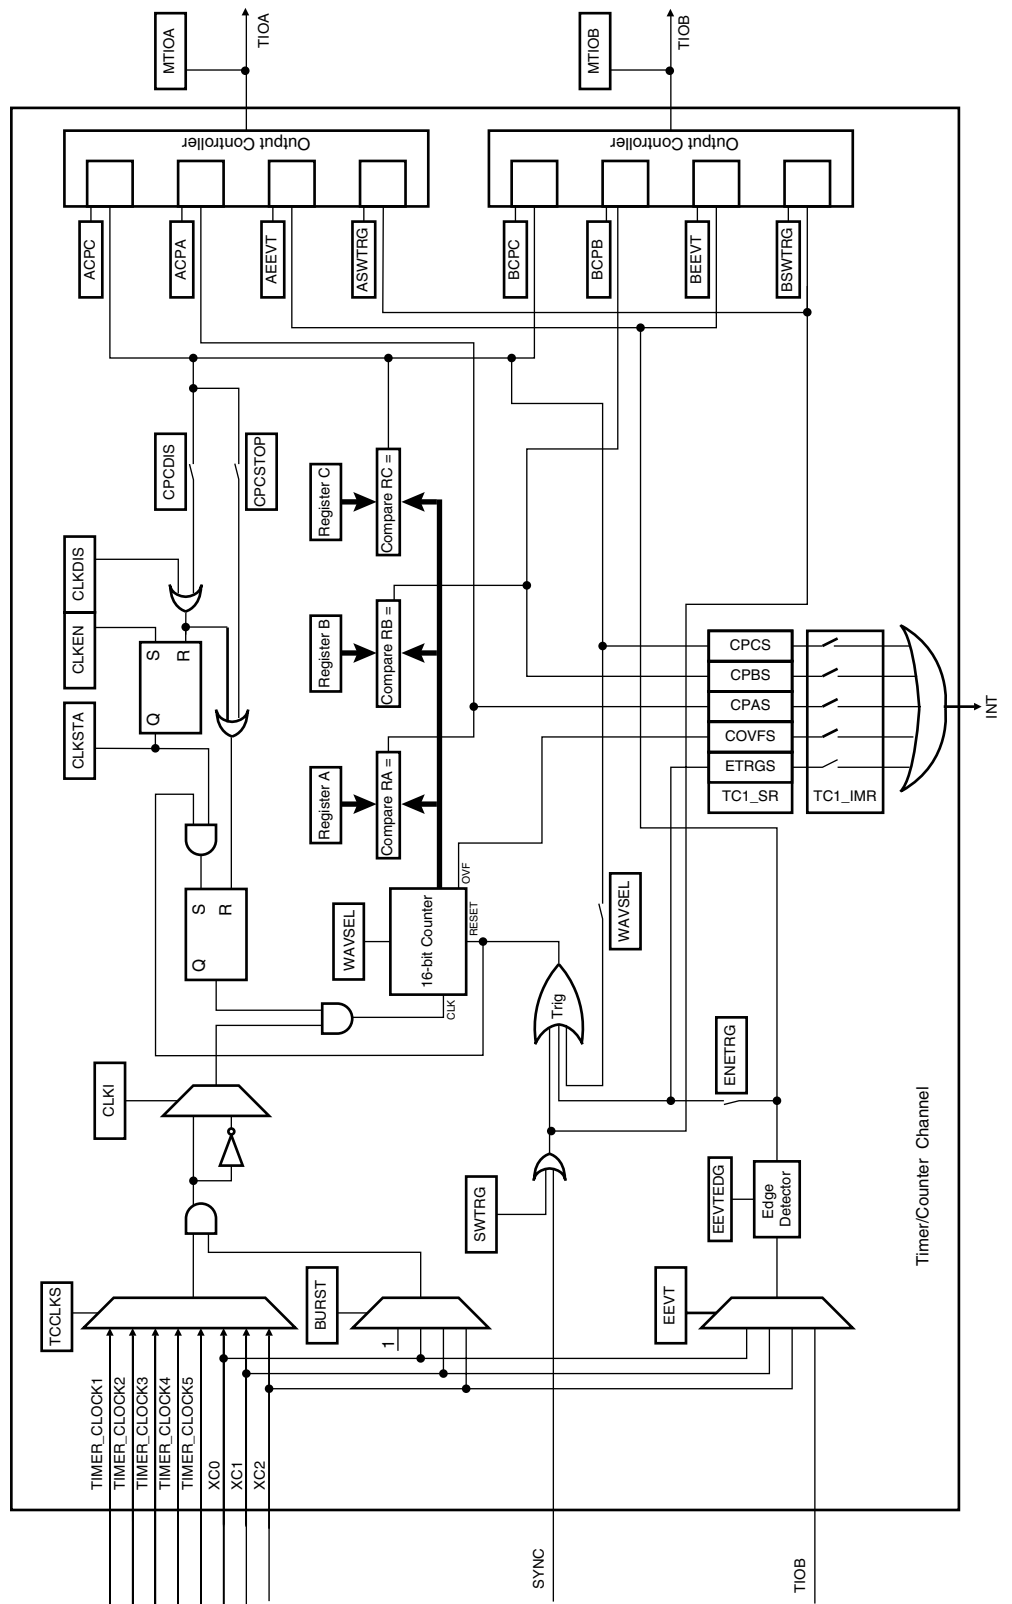 TIMER_CLOCK1
TIMER_CLOCK2
TIMER_CLOCK3
TIMER_CLOCK4
TIMER_CLOCK5
XC0
XC1
XC2
TCCLKS
CLKI
CLKSTA
CLKEN
CLKDIS
Q
S
R
CPCDIS
CPCSTOP
Q
S
R
ACPC
ACPA
AEEVT
ASWTRG
Output Controller
MTIOA
TIOA
BURST
1
WAVSEL
Register A
Register B
Register C
Compare RA =
Compare RB =
Compare RC =
16-bit Counter
CLK
RESET
OVF
SWTRG
SYNC
Trig
WAVSEL
BCPC
BCPB
BEEVT
BSWTRG
Output Controller
MTIOB
TIOB
EEVT
EEVTEDG
Edge
Detector
ENETRG
TIOB
CPCS
CPBS
CPAS
COVFS
ETRGS
TC1_SR
TC1_IMR
INT
Timer/Counter Channel